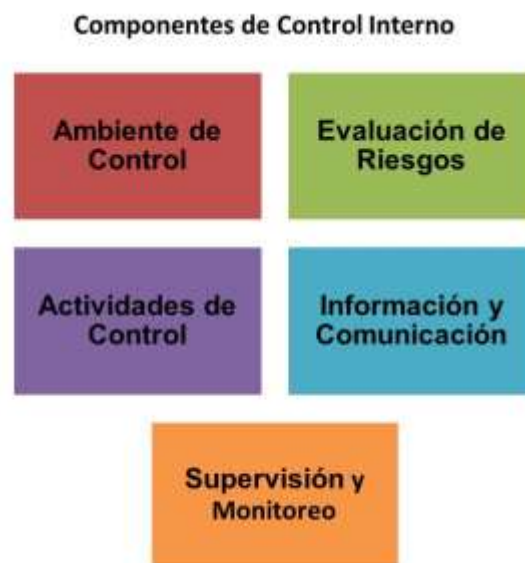 Componentes de Control Interno
Ambiente de
Control
Evaluación de
Riesgos
Actividades de
Control
Información y
Comunicación
Supervisión y
Monitoreo